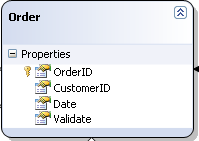 Order
Properties
OrderID
CustomerID
Date
Validate